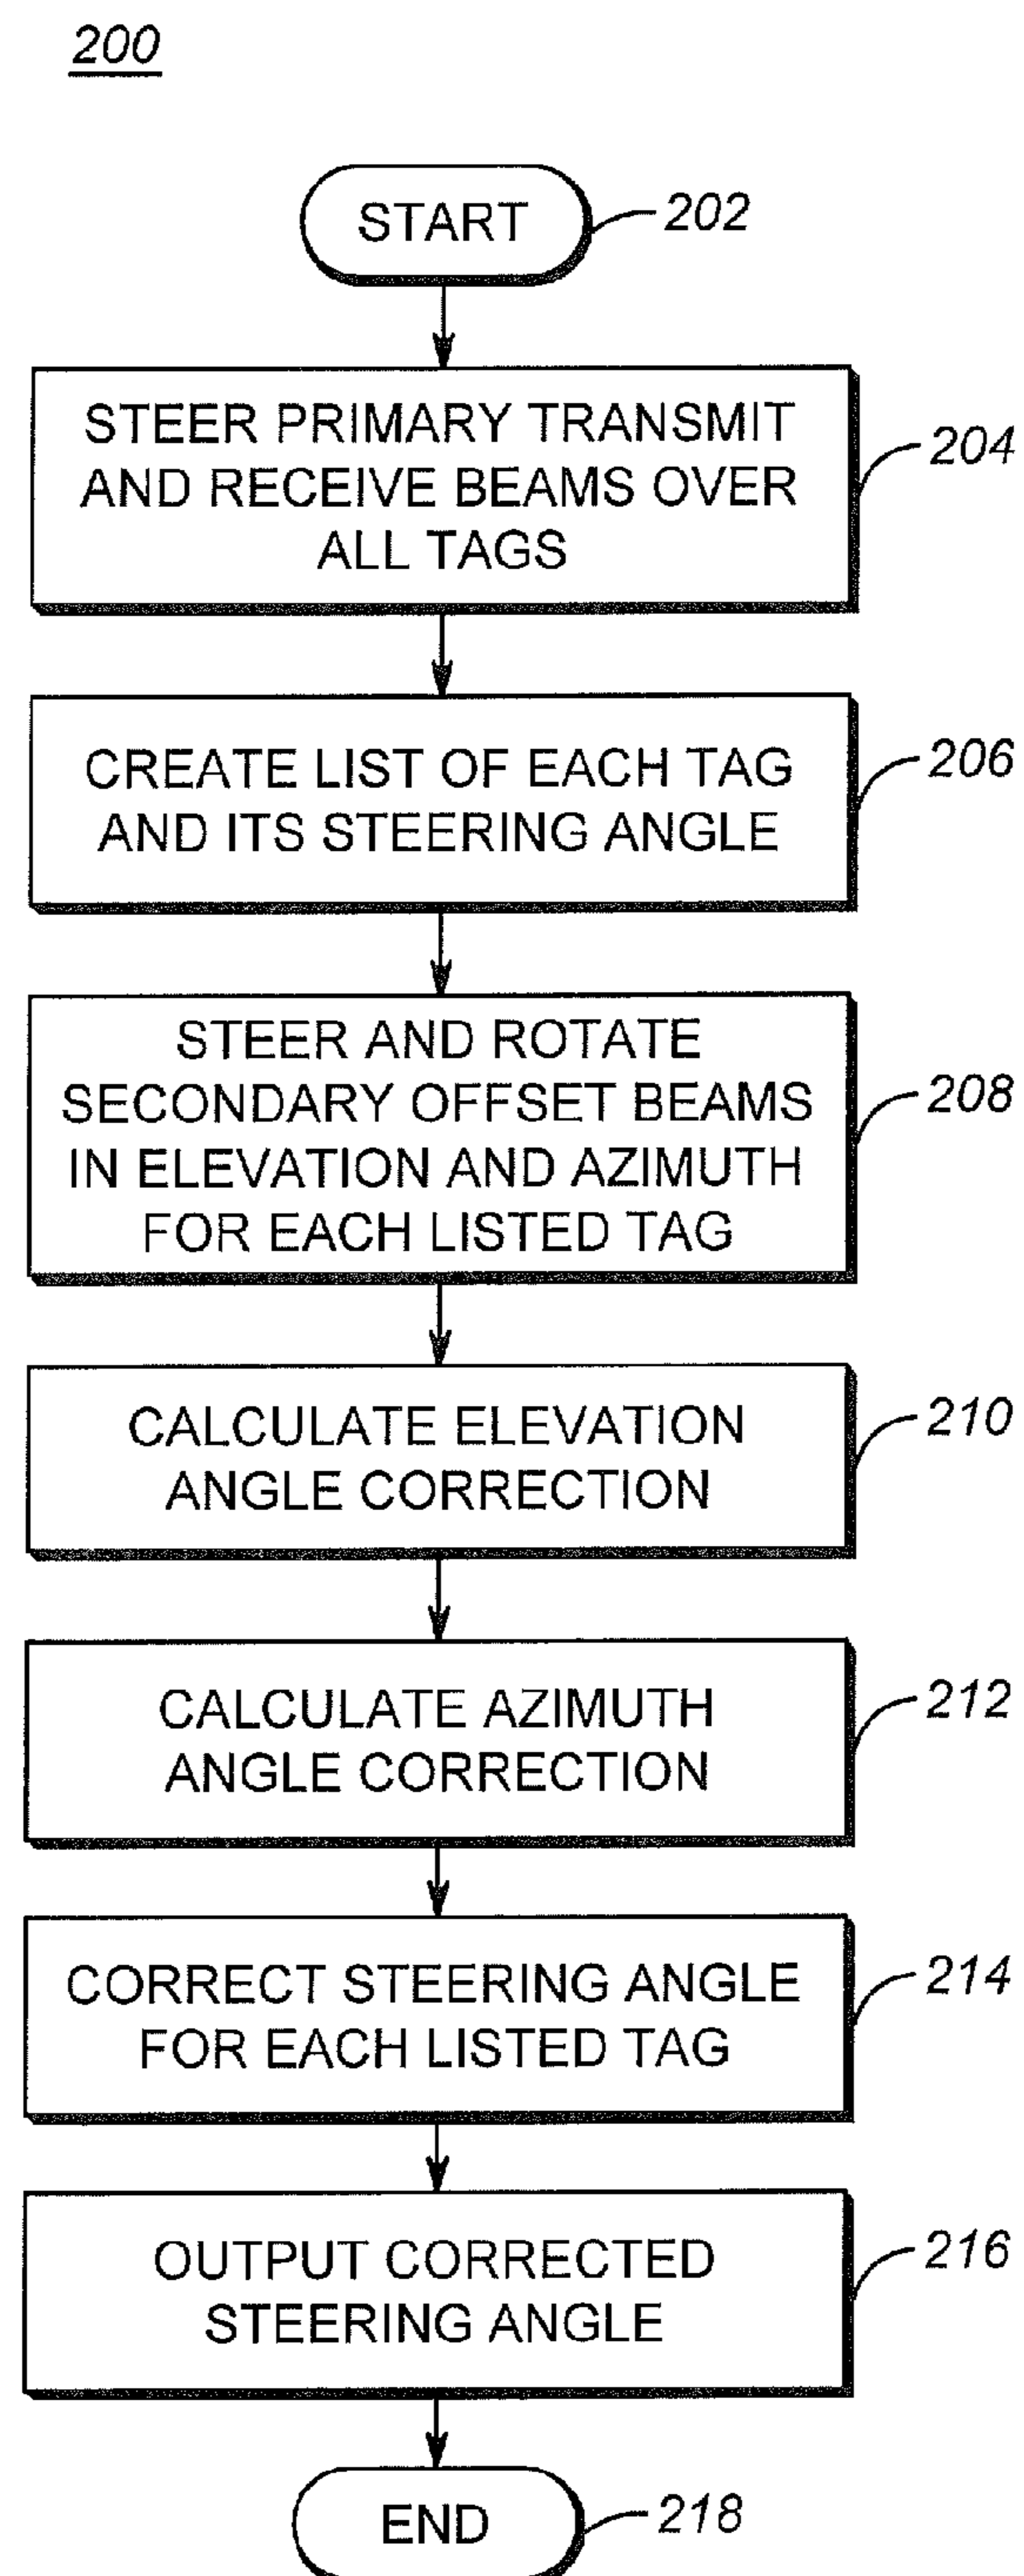 200
START
202
STEER PRIMARY TRANSMIT
AND RECEIVE BEAMS OVER
ALL TAGS
204
CREATE LIST OF EACH TAG
AND ITS STEERING ANGLE
206
STEER AND ROTATE
SECONDARY OFFSET BEAMS
IN ELEVATION AND AZIMUTH
FOR EACH LISTED TAG
208
CALCULATE ELEVATION
ANGLE CORRECTION
210
CALCULATE AZIMUTH
ANGLE CORRECTION
212
CORRECT STEERING ANGLE
FOR EACH LISTED TAG
214
OUTPUT CORRECTED
STEERING ANGLE
216
END
218